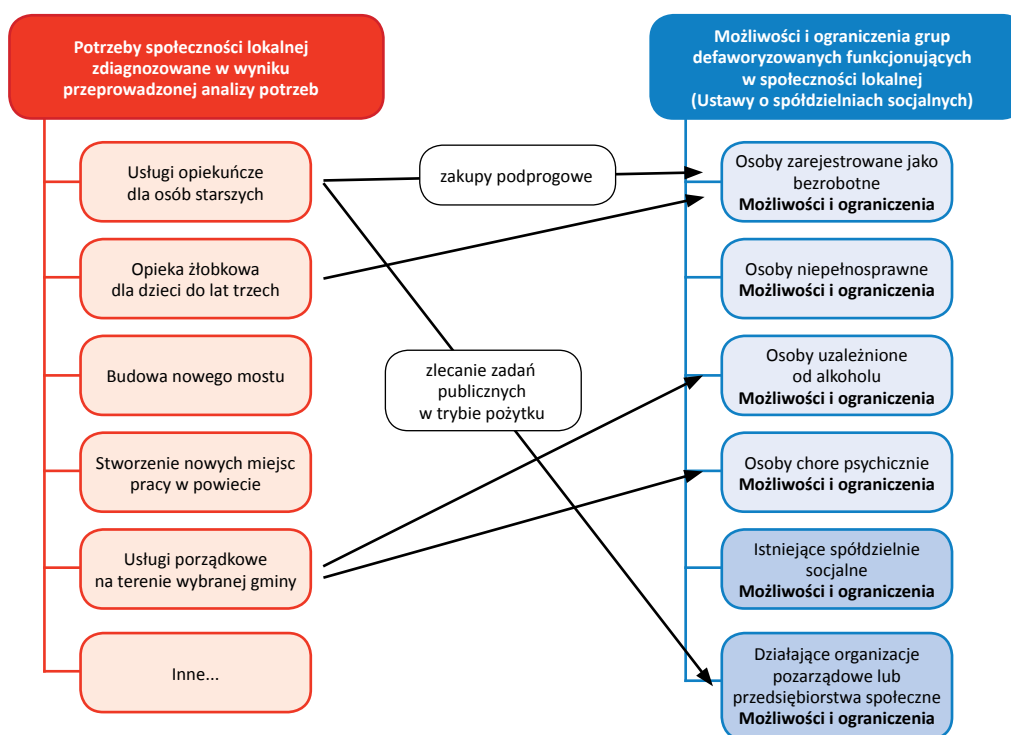 Potrzeby społeczności lokalnej
zdiagnozowane w wyniku
przeprowadzonej analizy potrzeb
Usługi opiekuńcze
dla osób starszych
Opieka żłobkowa
dla dzieci do lat trzech
Budowa nowego mostu
Stworzenie nowych miejsc
pracy w powiecie
Usługi porządkowe
na terenie wybranej gminy
Inne...
zakupy podprogowe
zlecanie zadań
publicznych
w trybie pożytku
Możliwości i ograniczenia grup
defaworyzowanych funkcjonujących
w społeczności lokalnej
(Ustawy o spółdzielniach socjalnych)
Osoby zarejestrowane jako
bezrobotne
Możliwości i ograniczenia
Osoby niepełnosprawne
Możliwości i ograniczenia
Osoby uzależnione
od alkoholu
Możliwości i ograniczenia
Osoby chore psychicznie
Możliwości i ograniczenia
Istniejące spółdzielnie
socjalne
Możliwości i ograniczenia
Działające organizacje
pozarządowe lub
przedsiębiorstwa społeczne
Możliwości i ograniczenia